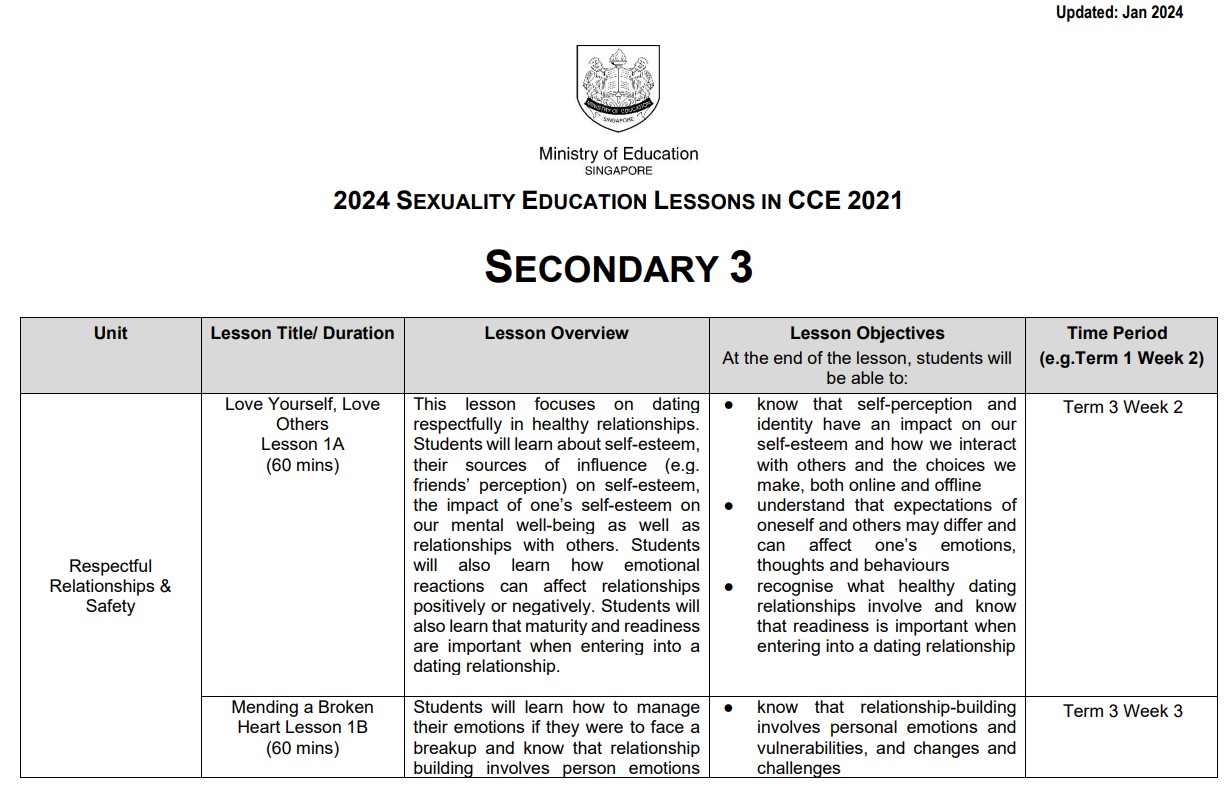 Updated: Jan 2024
MINISTRY OF EDUCATION
SINGAPORE
Ministry of Education
SINGAPORE
2024 SEXUALITY EDUCATION LESSONS IN CCE 2021
SECONDARY 3
Unit
Lesson Title/ Duration
Lesson Overview
Lesson Objectives
At the end of the lesson, students will
be able to:
Time Period
(e.g.Term 1 Week 2)
Respectful
Relationships &
Safety
Love Yourself, Love
Others
Lesson 1A
(60 mins)
This lesson focuses on dating
respectfully in healthy relationships.
Students will learn about self-esteem,
their sources of influence (e.g.
friends’ perception) on self-esteem,
the impact of one’s self-esteem on
our mental well-being as well as
relationships with others. Students
will also learn how emotional
reactions can affect relationships
positively or negatively. Students will
also learn that maturity and readiness
are important when entering into a
dating relationship.
● know that self-perception and
identity have an impact on our
self-esteem and how we interact
with others and the choices we
make, both online and offline
● understand that expectations of
oneself and others may differ and
can affect one’s emotions,
thoughts and behaviours
● recognise what healthy dating
relationships involve and know
that readiness is important when
entering into a dating relationship
Term 3 Week 2
Mending a Broken
Heart Lesson 1B
(60 mins)
Students will learn how to manage
their emotions if they were to face a
breakup and know that relationship
building involves person emotions
● know that relationship-building
involves personal emotions and
vulnerabilities, and changes and
challenges
Term 3 Week 3